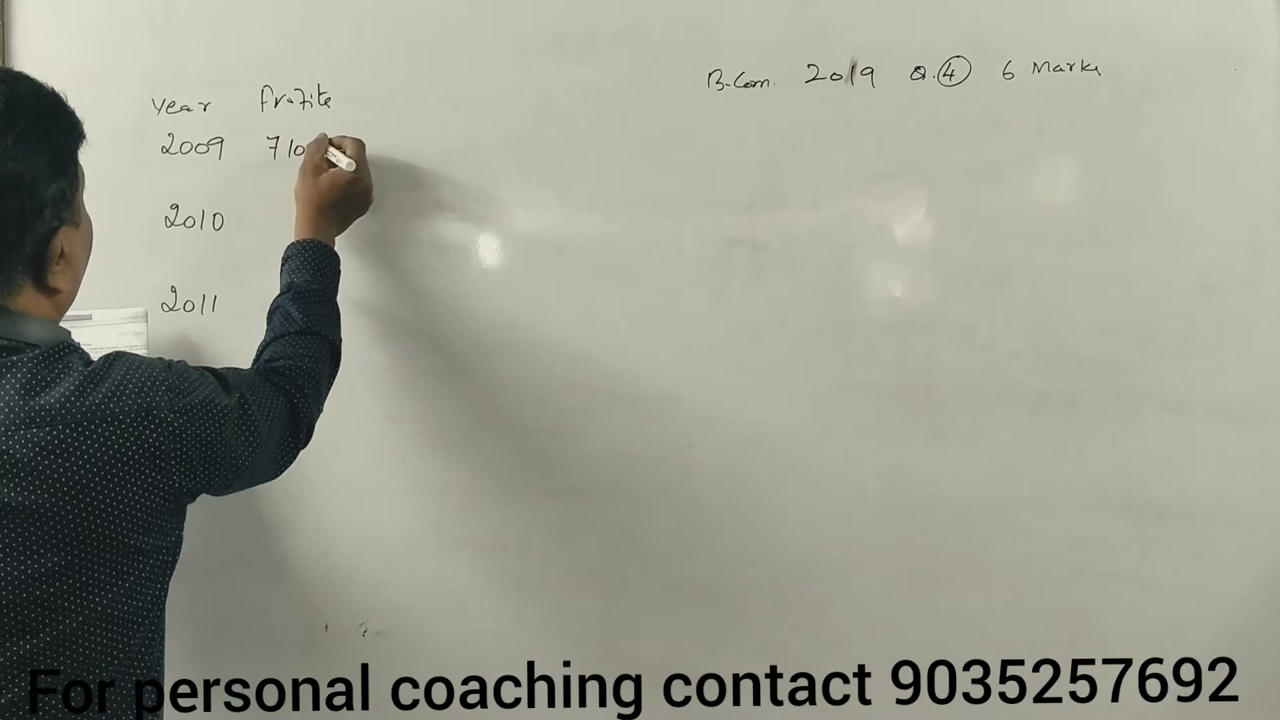 B.Com. 2019 Q.4 6 Marks
Year Profits
2009 710
2010
2011
For personal coaching contact 9035257692